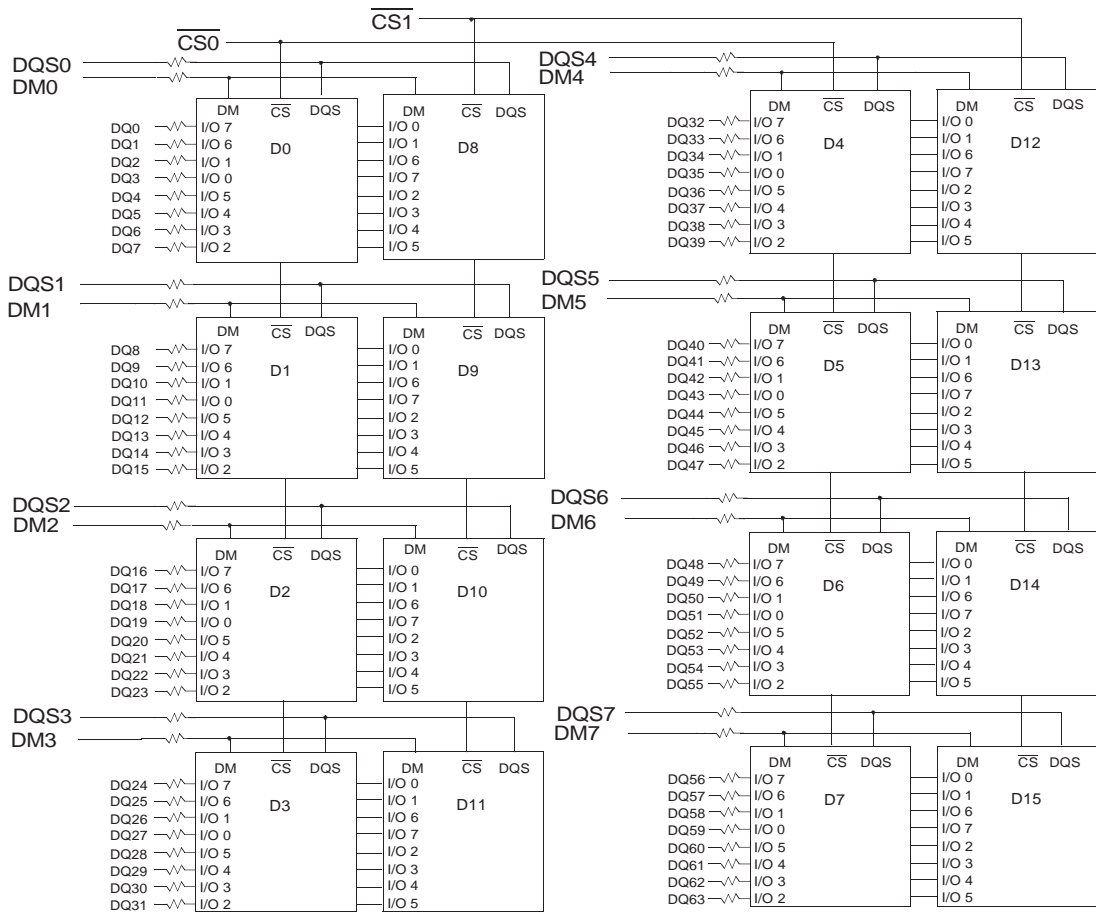 CS1
CS0
DQS0
DM0
DM CS DQS DM CS DQS
DQ0 I/O 7 I/O 0
DQ1 I/O 6 D0 I/O 1 D8
DQ2 I/O 1 I/O 6
DQ3 I/O 0 I/O 7
DQ4 I/O 5 I/O 2
DQ5 I/O 4 I/O 3
DQ6 I/O 3 I/O 4
DQ7 I/O 2 I/O 5
DQS1
DM1
DM CS DQS DM CS DQS
DQ8 I/O 7 I/O 0
DQ9 I/O 6 D1 I/O 1 D9
DQ10 I/O 1 I/O 6
DQ11 I/O 0 I/O 7
DQ12 I/O 5 I/O 2
DQ13 I/O 4 I/O 3
DQ14 I/O 3 I/O 4
DQ15 I/O 2 I/O 5
DQS2
DM2
DM CS DQS DM CS DQS
DQ16 I/O 7 I/O 0
DQ17 I/O 6 D2 I/O 1 D10
DQ18 I/O 1 I/O 6
DQ19 I/O 0 I/O 7
DQ20 I/O 5 I/O 2
DQ21 I/O 4 I/O 3
DQ22 I/O 3 I/O 4
DQ23 I/O 2 I/O 5
DQS3
DM3
DM CS DQS DM CS DQS
DQ24 I/O 7 I/O 0
DQ25 I/O 6 D3 I/O 1 D11
DQ26 I/O 1 I/O 6
DQ27 I/O 0 I/O 7
DQ28 I/O 5 I/O 2
DQ29 I/O 4 I/O 3
DQ30 I/O 3 I/O 4
DQ31 I/O 2 I/O 5
DQS4
DM4
DM CS DQS DM CS DQS
DQ32 I/O 7 I/O 0
DQ33 I/O 6 D4 I/O 1 D12
DQ34 I/O 1 I/O 6
DQ35 I/O 0 I/O 7
DQ36 I/O 5 I/O 2
DQ37 I/O 4 I/O 3
DQ38 I/O 3 I/O 4
DQ39 I/O 2 I/O 5
DQS5
DM5
DM CS DQS DM CS DQS
DQ40 I/O 7 I/O 0
DQ41 I/O 6 D5 I/O 1 D13
DQ42 I/O 1 I/O 6
DQ43 I/O 0 I/O 7
DQ44 I/O 5 I/O 2
DQ45 I/O 4 I/O 3
DQ46 I/O 3 I/O 4
DQ47 I/O 2 I/O 5
DQS6
DM6
DM CS DQS DM CS DQS
DQ48 I/O 7 I/O 0
DQ49 I/O 6 D6 I/O 1 D14
DQ50 I/O 1 I/O 6
DQ51 I/O 0 I/O 7
DQ52 I/O 5 I/O 2
DQ53 I/O 4 I/O 3
DQ54 I/O 3 I/O 4
DQ55 I/O 2 I/O 5
DQS7
DM7
DM CS DQS DM CS DQS
DQ56 I/O 7 I/O 0
DQ57 I/O 6 D7 I/O 1 D15
DQ58 I/O 1 I/O 6
DQ59 I/O 0 I/O 7
DQ60 I/O 5 I/O 2
DQ61 I/O 4 I/O 3
DQ62 I/O 3 I/O 4
DQ63 I/O 2 I/O 5